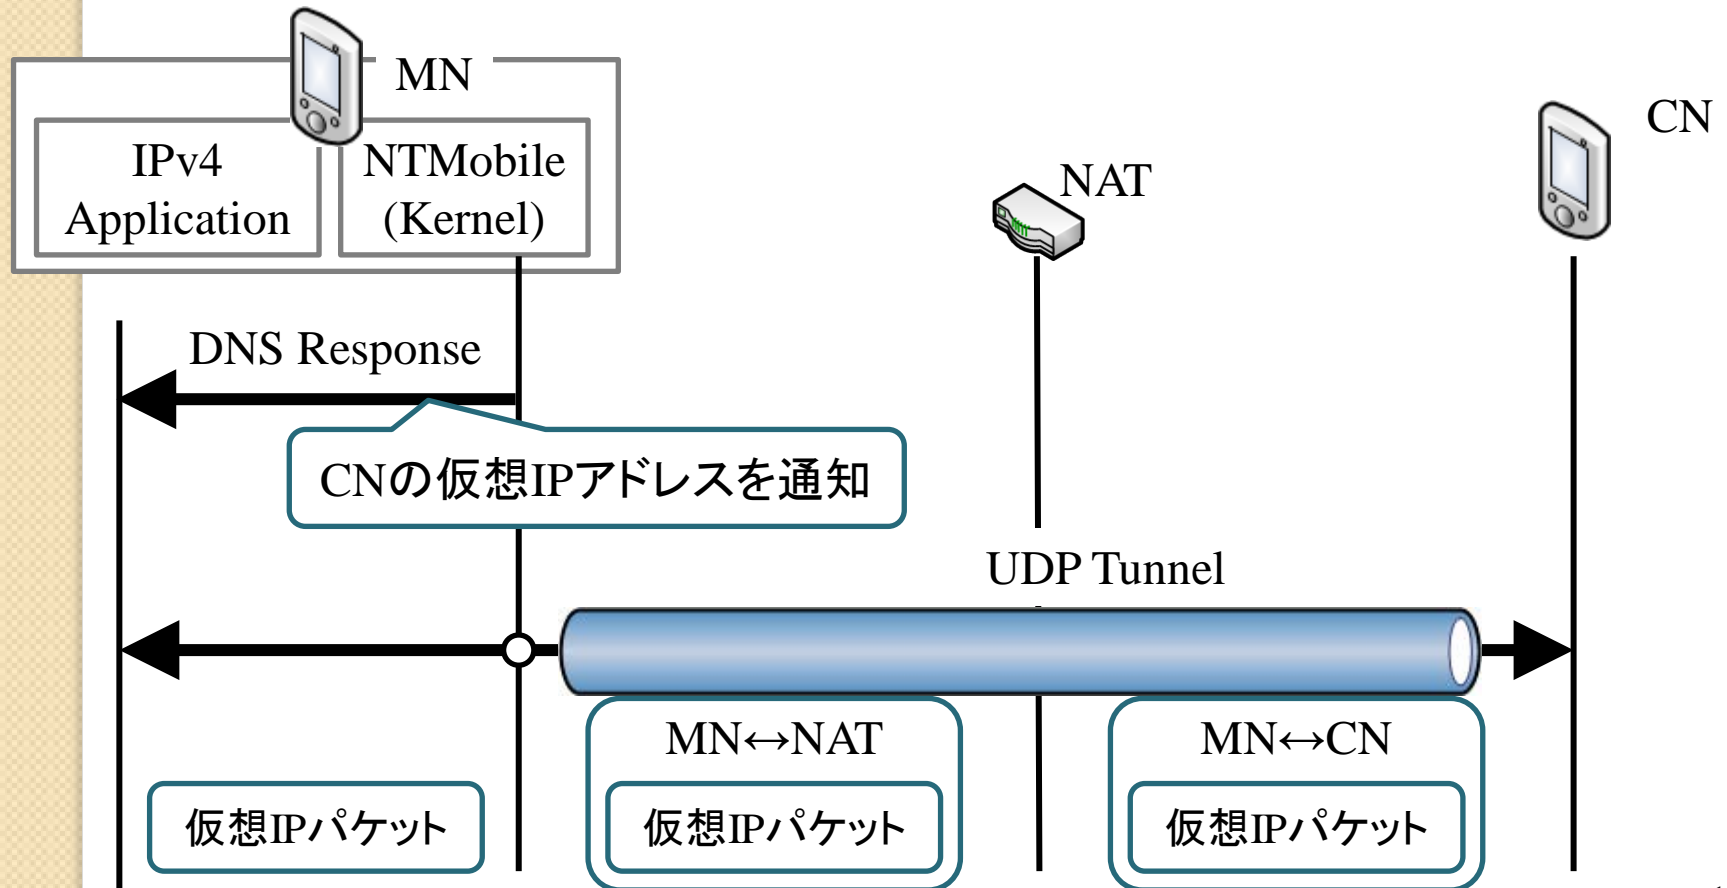 MN
CN
IPv4
Application
NTMobile
(Kernel)
NAT
DNS Response
CNの仮想IPアドレスを通知
UDP Tunnel
MN↔NAT
MN↔CN
仮想IPパケット
仮想IPパケット
仮想IPパケット